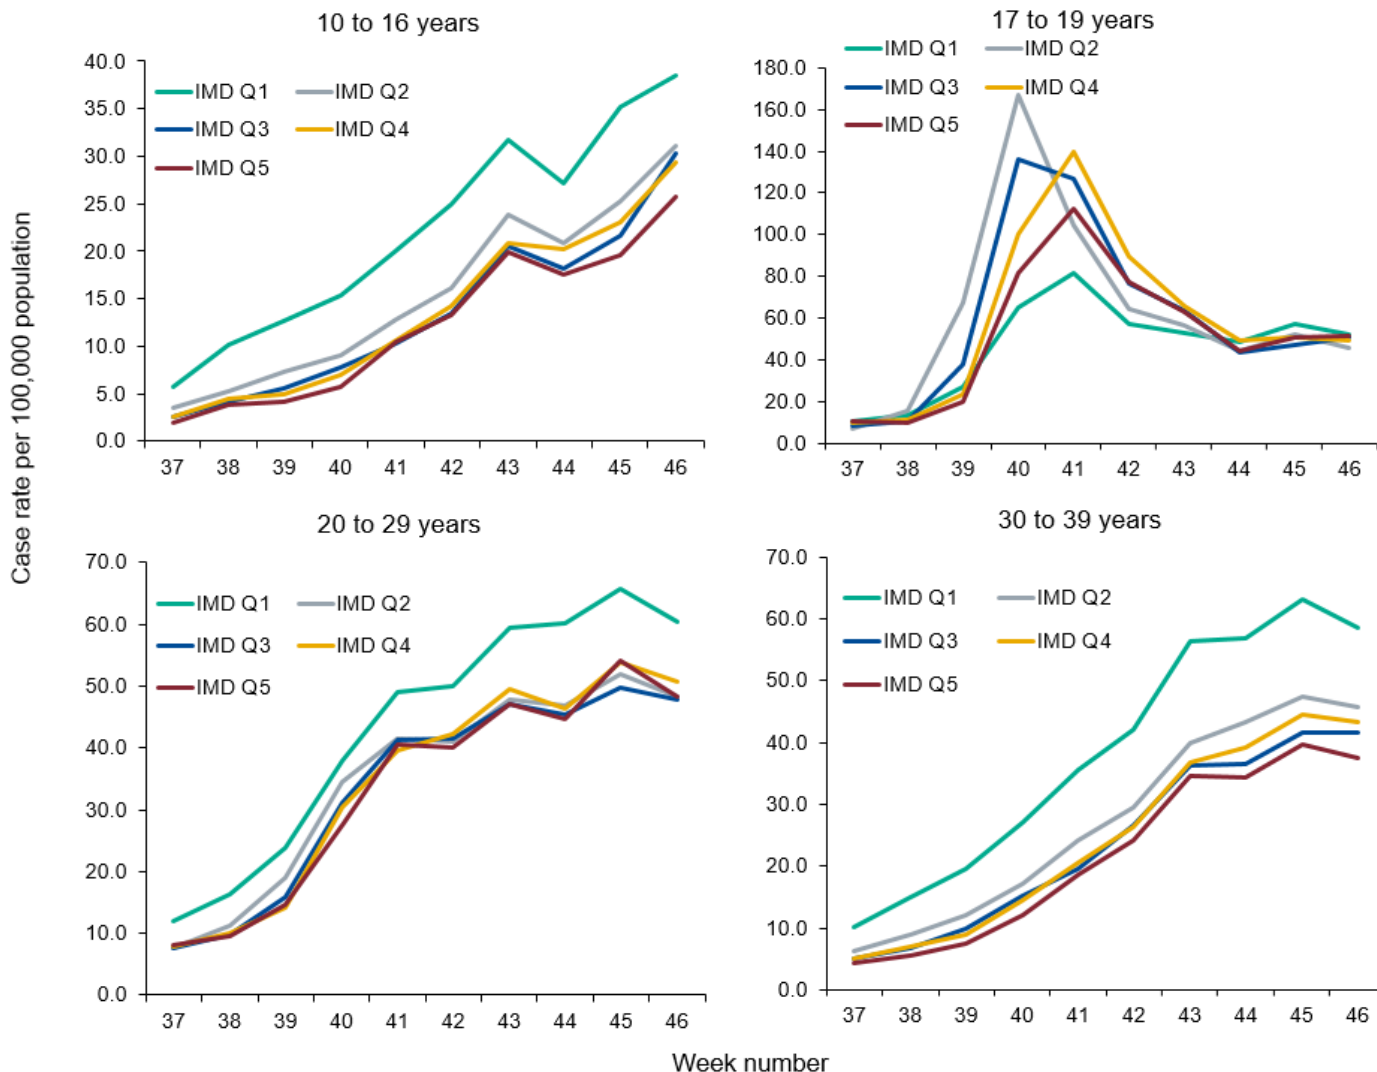 10 to 16 years
40.0
35.0
30.0
25.0
20.0
15.0
10.0
5.0
0.0
IMD Q1 IMD Q2
IMD Q3 IMD Q4
IMD Q5
37 38 39 40 41 42 43 44 45 46
17 to 19 years
IMD Q1 IMD Q2
IMD Q3 IMD Q4
IMD Q5
180.0
160.0
140.0
120.0
100.0
80.0
60.0
40.0
20.0
0.0
37 38 39 40 41 42 43 44 45 46
Case rate per 100,000 population
20 to 29 years
70.0
60.0
50.0
40.0
30.0
20.0
10.0
0.0
IMD Q1 IMD Q2
IMD Q3 IMD Q4
IMD Q5
37 38 39 40 41 42 43 44 45 46
30 to 39 years
70.0
60.0
50.0
40.0
30.0
20.0
10.0
0.0
IMD Q1 IMD Q2
IMD Q3 IMD Q4
IMD Q5
37 38 39 40 41 42 43 44 45 46
Week number